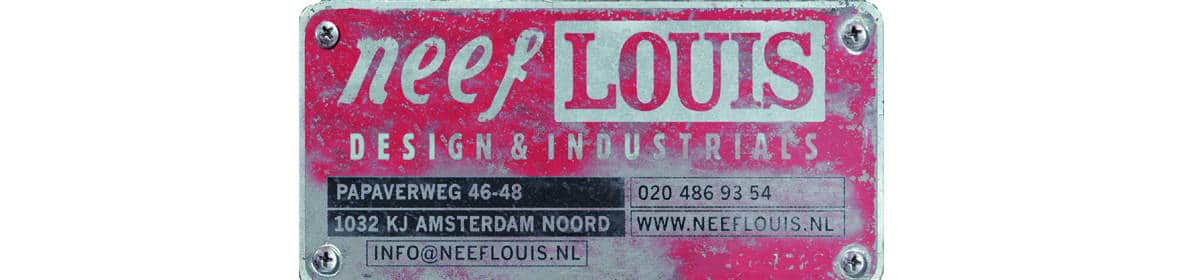 neef LOUIS
DESIGN & INDUSTRIALS
PAPAVERWEG 46-48
020 486 93 54
1032 KJ AMSTERDAM NOORD
WWW.NEEFLOUIS.NL
INFO@NEEFLOUIS.NL